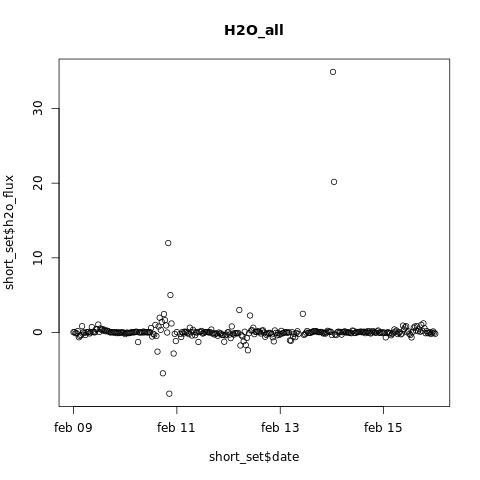 H2O_all
short_set$h2o_flux
30
20
10
0
feb 09 feb 11 feb 13 feb 15
short_set$date